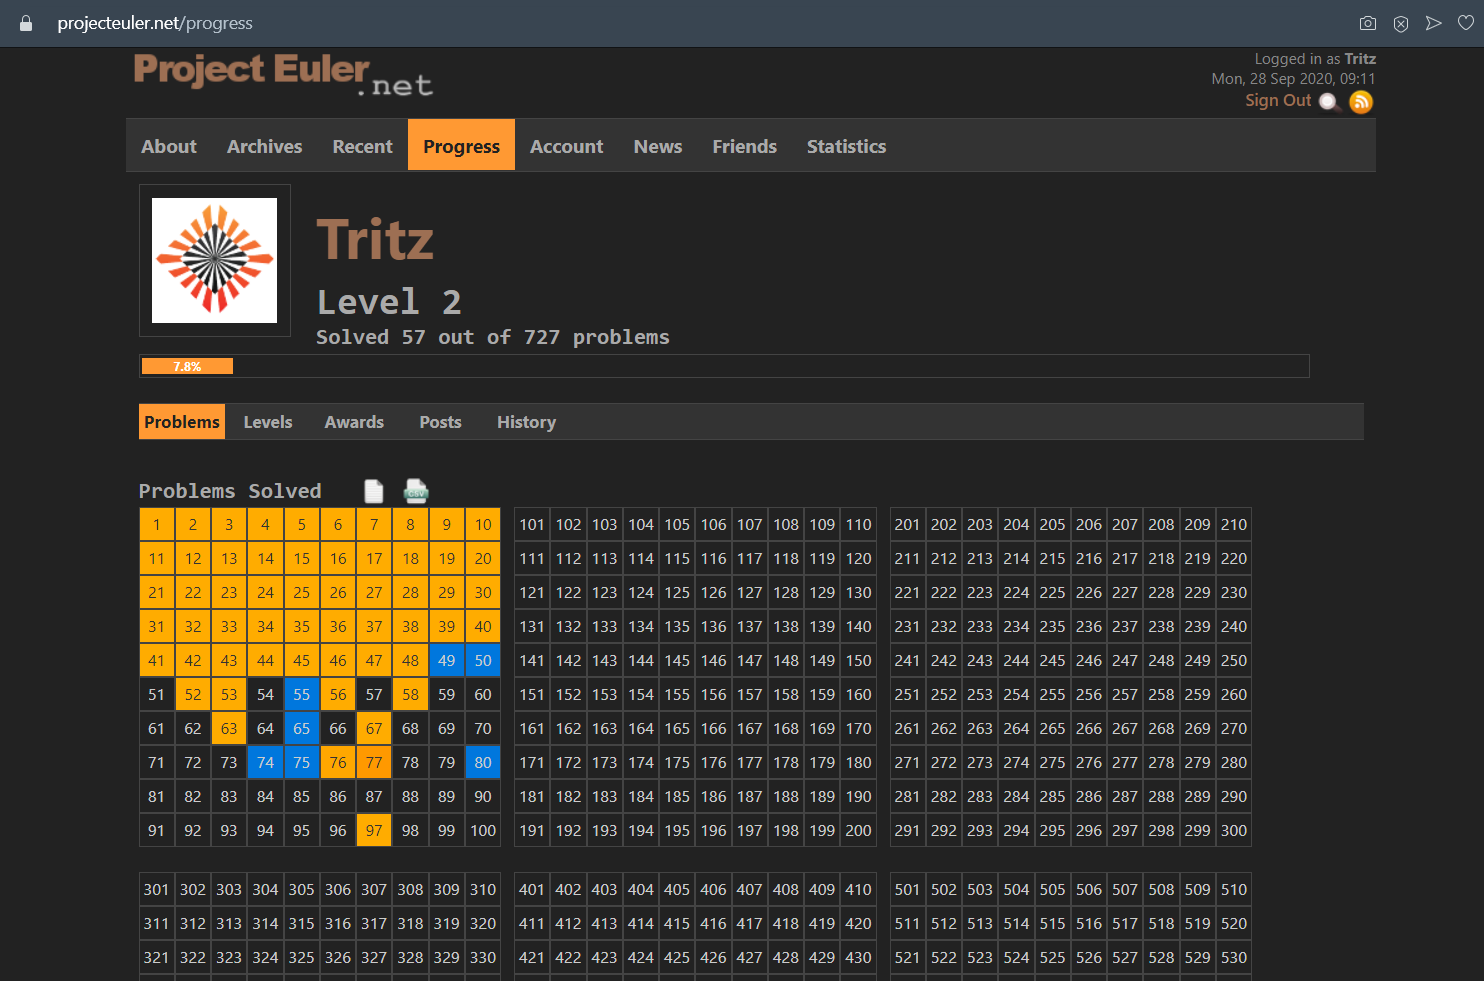 projecteuler.net/progress
Project Euler.net
Logged in as Tritz
Mon, 28 Sep 2020, 09:11
Sign Out
About Archives Recent Progress Account News Friends Statistics
Tritz
Level 2
Solved 57 out of 727 problems
7.8%
Problems Levels Awards Posts History
Problems Solved
CSV
1 2 3 4 5 6 7 8 9 10 101 102 103 104 105 106 107 108 109 110 201 202 203 204 205 206 207 208 209 210
11 12 13 14 15 16 17 18 19 20 111 112 113 114 115 116 117 118 119 120 211 212 213 214 215 216 217 218 219 220
21 22 23 24 25 26 27 28 29 30 121 122 123 124 125 126 127 128 129 130 221 222 223 224 225 226 227 228 229 230
31 32 33 34 35 36 37 38 39 40 131 132 133 134 135 136 137 138 139 140 231 232 233 234 235 236 237 238 239 240
41 42 43 44 45 46 47 48 49 50 141 142 143 144 145 146 147 148 149 150 241 242 243 244 245 246 247 248 249 250
51 52 53 54 55 56 57 58 59 60 151 152 153 154 155 156 157 158 159 160 251 252 253 254 255 256 257 258 259 260
61 62 63 64 65 66 67 68 69 70 161 162 163 164 165 166 167 168 169 170 261 262 263 264 265 266 267 268 269 270
71 72 73 74 75 76 77 78 79 80 171 172 173 174 175 176 177 178 179 180 271 272 273 274 275 276 277 278 279 280
81 82 83 84 85 86 87 88 89 90 181 182 183 184 185 186 187 188 189 190 281 282 283 284 285 286 287 288 289 290
91 92 93 94 95 96 97 98 99 100 191 192 193 194 195 196 197 198 199 200 291 292 293 294 295 296 297 298 299 300
301 302 303 304 305 306 307 308 309 310 401 402 403 404 405 406 407 408 409 410 501 502 503 504 505 506 507 508 509 510
311 312 313 314 315 316 317 318 319 320 411 412 413 414 415 416 417 418 419 420 511 512 513 514 515 516 517 518 519 520
321 322 323 324 325 326 327 328 329 330 421 422 423 424 425 426 427 428 429 430 521 522 523 524 525 526 527 528 529 530